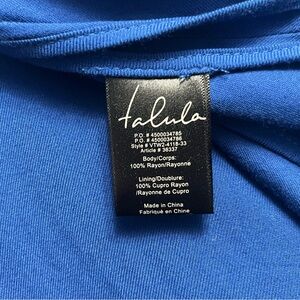 talula
P.O. # 4500034785
P.O. # 4500034786
Style # VTW2-4118-33
Article # 38337
Body/Corps:
100% Rayon/Rayonne
Lining/Doublure:
100% Cupro Rayon
/Rayonne de Cupro
Made in China
Fabriqué en Chine